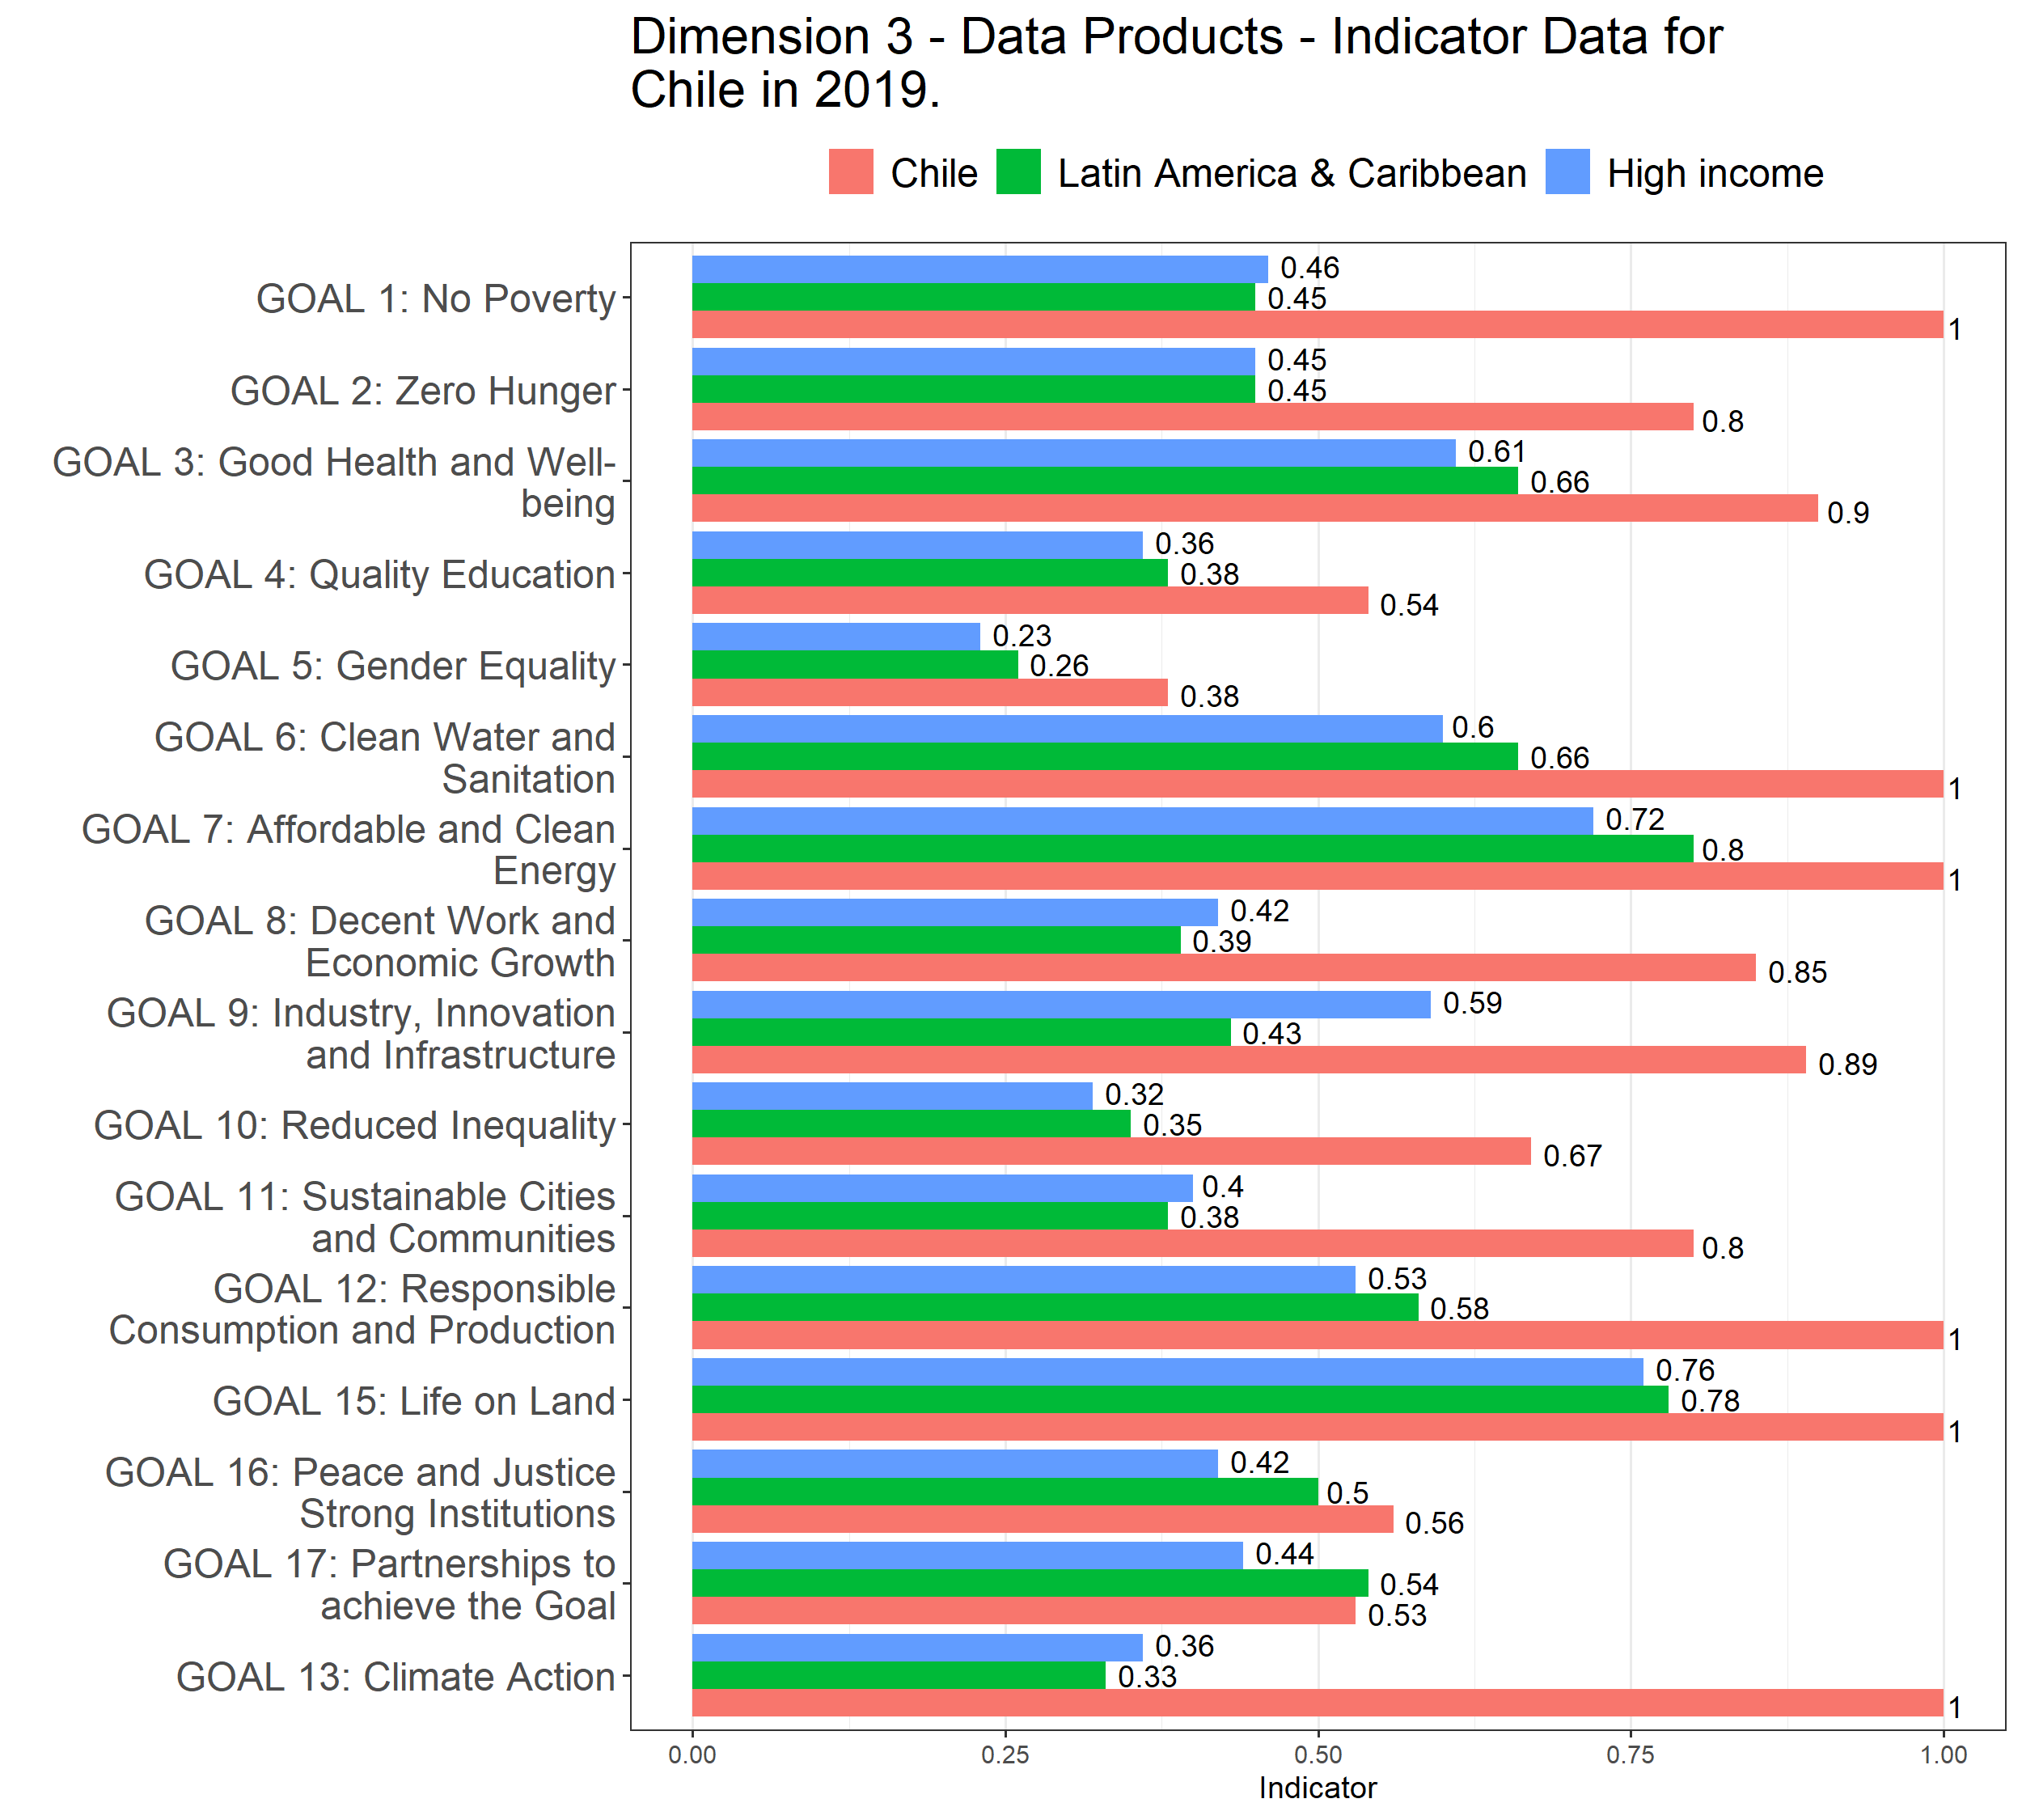 Dimension 3 - Data Products - Indicator Data for
Chile in 2019.
Chile
Latin America & Caribbean
High income
GOAL 1: No Poverty
0.46
0.45
1
GOAL 2: Zero Hunger
0.45
0.45
0.8
GOAL 3: Good Health and Well-
being
0.61
0.66
0.9
GOAL 4: Quality Education
0.36
0.38
0.54
GOAL 5: Gender Equality
0.23
0.26
0.38
GOAL 6: Clean Water and
Sanitation
0.6
0.66
1
GOAL 7: Affordable and Clean
Energy
0.72
0.8
1
GOAL 8: Decent Work and
Economic Growth
0.42
0.39
0.85
GOAL 9: Industry, Innovation
and Infrastructure
0.59
0.43
0.89
GOAL 10: Reduced Inequality
0.32
0.35
0.67
GOAL 11: Sustainable Cities
and Communities
0.4
0.38
0.8
GOAL 12: Responsible
Consumption and Production
0.53
0.58
1
GOAL 15: Life on Land
0.76
0.78
1
GOAL 16: Peace and Justice
Strong Institutions
0.42
0.5
0.56
GOAL 17: Partnerships to
achieve the Goal
0.44
0.54
0.53
GOAL 13: Climate Action
0.36
0.33
1
0.00 0.25 0.50 0.75 1.00
Indicator